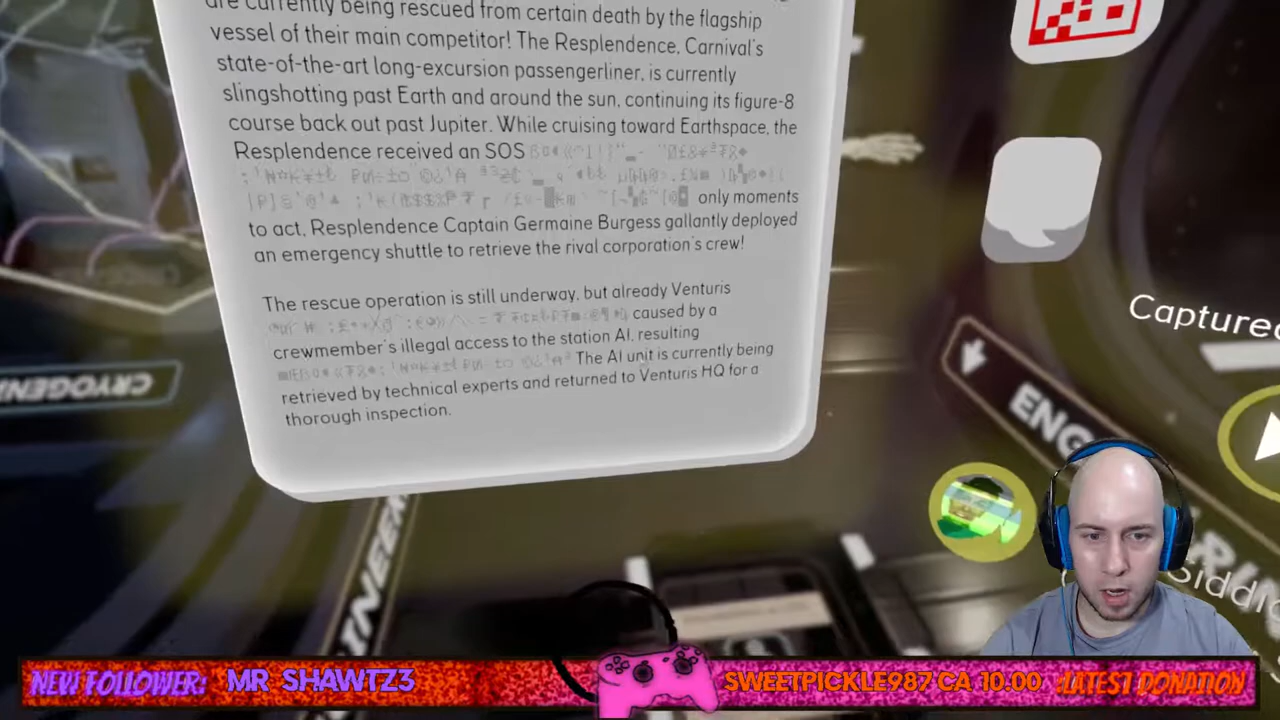 are currently being rescued from certain death by the flagship
vessel of their main competitor! The Resplendence, Carnival's
state-of-the-art long-excursion passengerliner, is currently
slingshotting past Earth and around the sun, continuing its figure-8
course back out past Jupiter. While cruising toward Earthspace, the
Resplendence received an SOS
only moments
to act, Resplendence Captain Germaine Burgess gallantly deployed
an emergency shuttle to retrieve the rival corporation's crew!
The rescue operation is still underway, but already Venturis
caused by a
crewmember's illegal access to the station AI, resulting
The AI unit is currently being
retrieved by technical experts and returned to Venturis HQ for a
thorough inspection.
Captured
CRYOGEN
ENG
INEER
Siddi
NEW FOLLOWER: MR SHAWTZ3
SWEETPICKLE987 CA 10.00 :LATEST DONATION